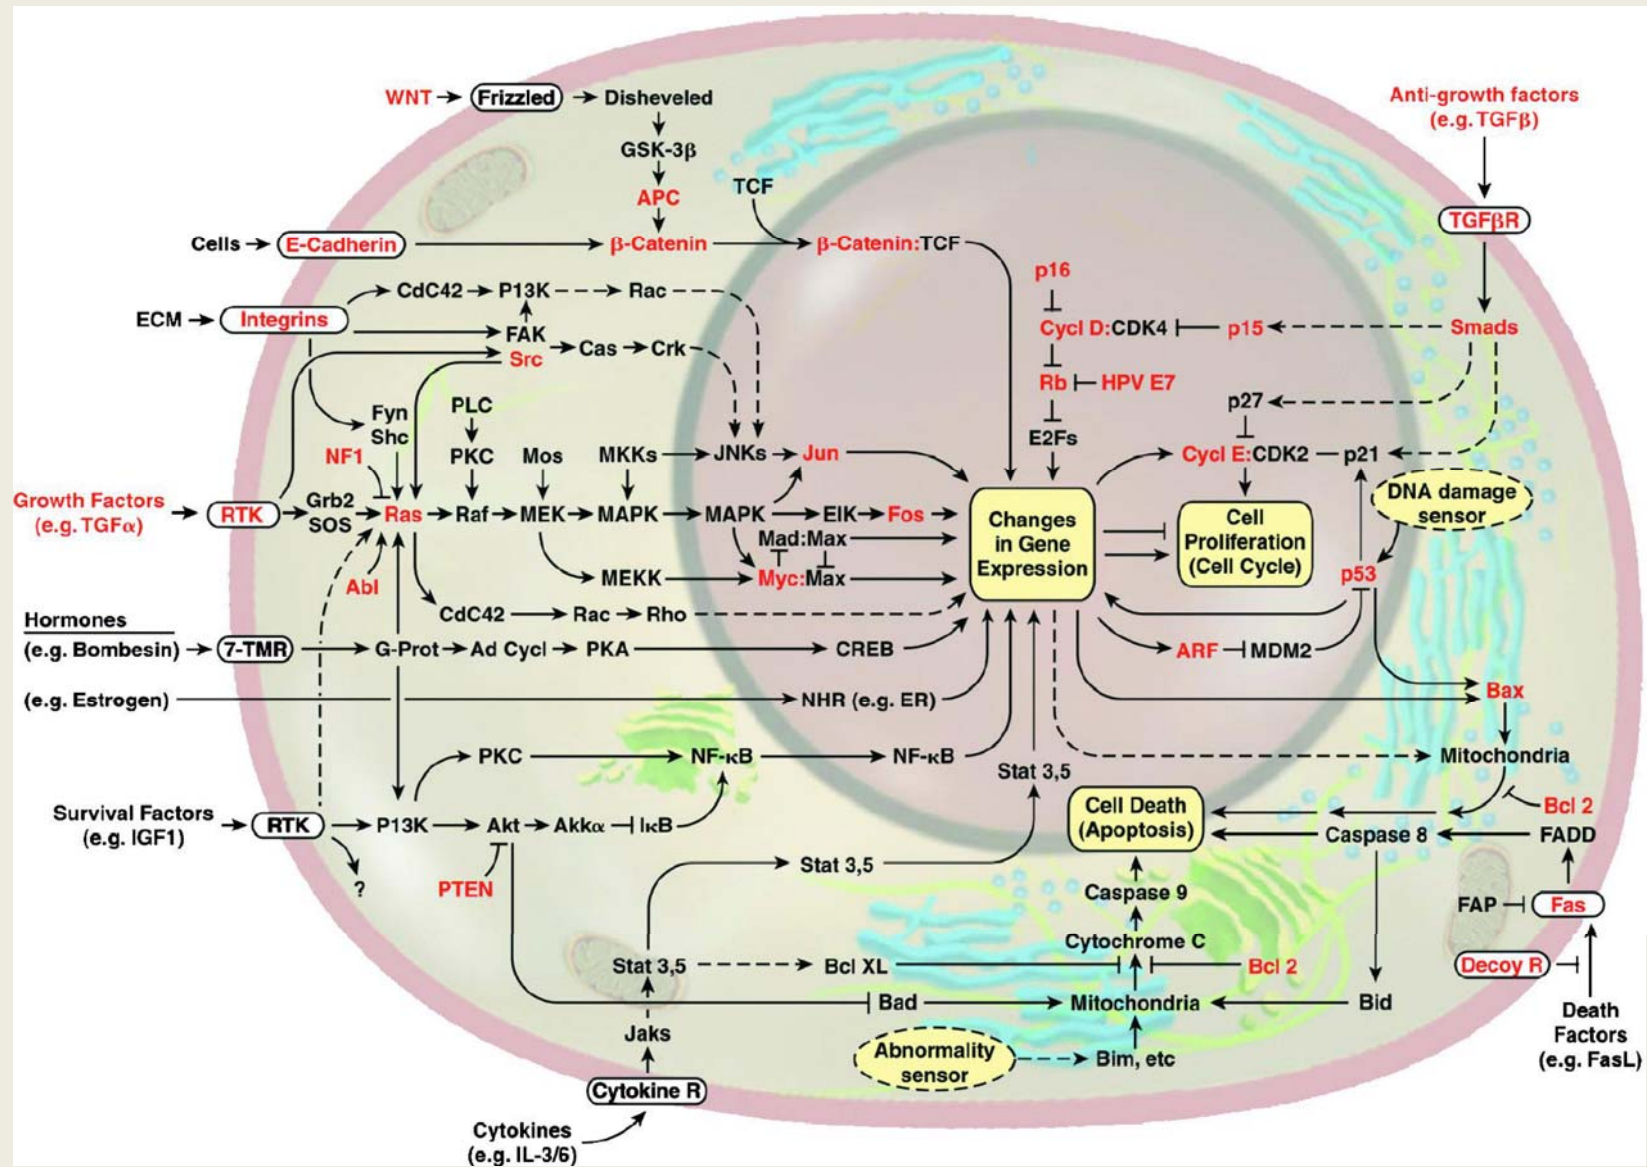 WNT
Frizzled
Disheveled
GSK-3β
APC
TCF
Cells
E-Cadherin
β-Catenin
β-Catenin:TCF
Anti-growth factors
(e.g. TGFβ)
TGFβR
Smads
p16
Cycl D:CDK4
p15
Rb
HPV E7
E2Fs
p27
Cycl E:CDK2
p21
DNA damage
sensor
ECM
Integrins
CdC42
P13K
Rac
FAK
Src
Cas
Crk
Fyn
Shc
NF1
PLC
PKC
Mos
MKKs
JNKs
Jun
Growth Factors
(e.g. TGFα)
RTK
Grb2
SOS
Ras
Raf
MEK
MAPK
MAPK
ElK
Fos
Mad:Max
Abl
MEKK
Myc:Max
CdC42
Rac
Rho
Changes
in Gene
Expression
Cell
Proliferation
(Cell Cycle)
p53
ARF
MDM2
Bax
Hormones
(e.g. Bombesin)
7-TMR
G-Prot
Ad Cycl
PKA
CREB
(e.g. Estrogen)
NHR (e.g. ER)
PKC
NF-κB
NF-κB
Stat 3,5
Mitochondria
Bcl 2
Survival Factors
(e.g. IGF1)
RTK
P13K
Akt
Akkα
IκB
?
PTEN
Cell Death
(Apoptosis)
Caspase 8
FADD
Stat 3,5
Caspase 9
FAP
Fas
Cytochrome C
Stat 3,5
Bcl XL
Bcl 2
Decoy R
Bad
Mitochondria
Bid
Death
Factors
(e.g. FasL)
Jaks
Abnormality
sensor
Bim, etc
Cytokine R
Cytokines
(e.g. IL-3/6)